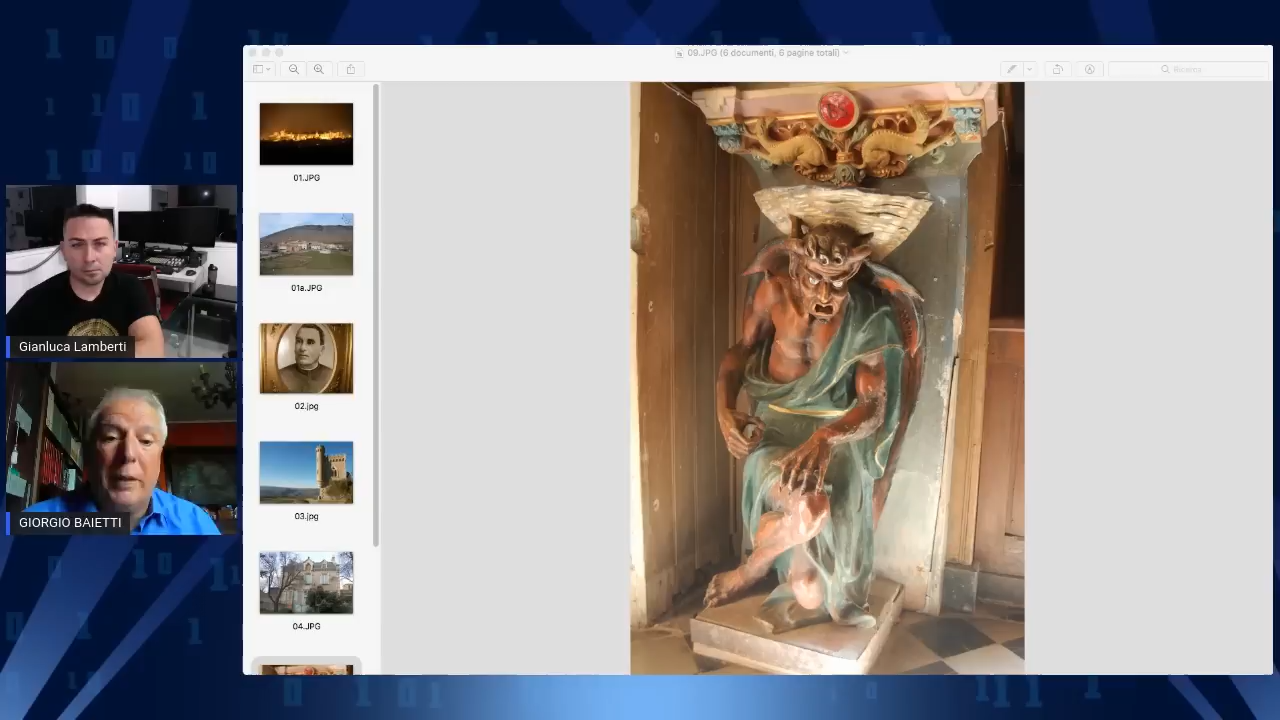 09.JPG (6 documenti, 6 pagine totali)
Ricerca
01.JPG
01a.JPG
02.jpg
03.jpg
04.JPG
Gianluca Lamberti
GIORGIO BAIETTI